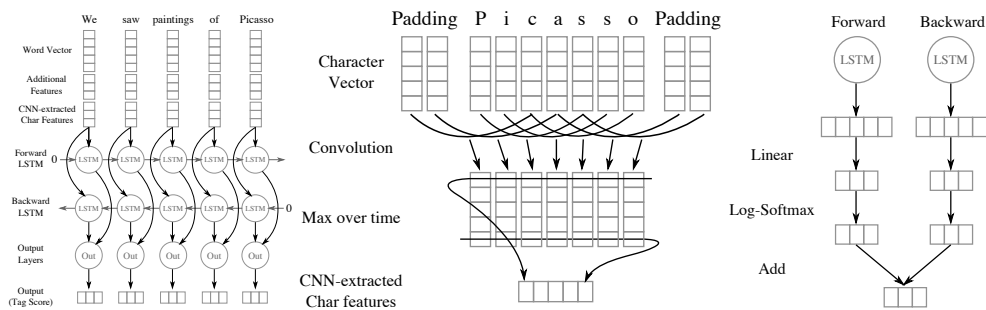 We saw paintings of Picasso
Word Vector
Additional
Features
CNN-extracted
Char Features
Forward
LSTM
0 LSTM LSTM LSTM LSTM LSTM
Backward
LSTM
LSTM LSTM LSTM LSTM LSTM 0
Output
Layers
Out Out Out Out Out
Output
(Tag Score)
Padding P i c a s s o Padding
Character
Vector
Convolution
Max over time
CNN-extracted
Char features
Forward Backward
LSTM LSTM
Linear
Log-Softmax
Add